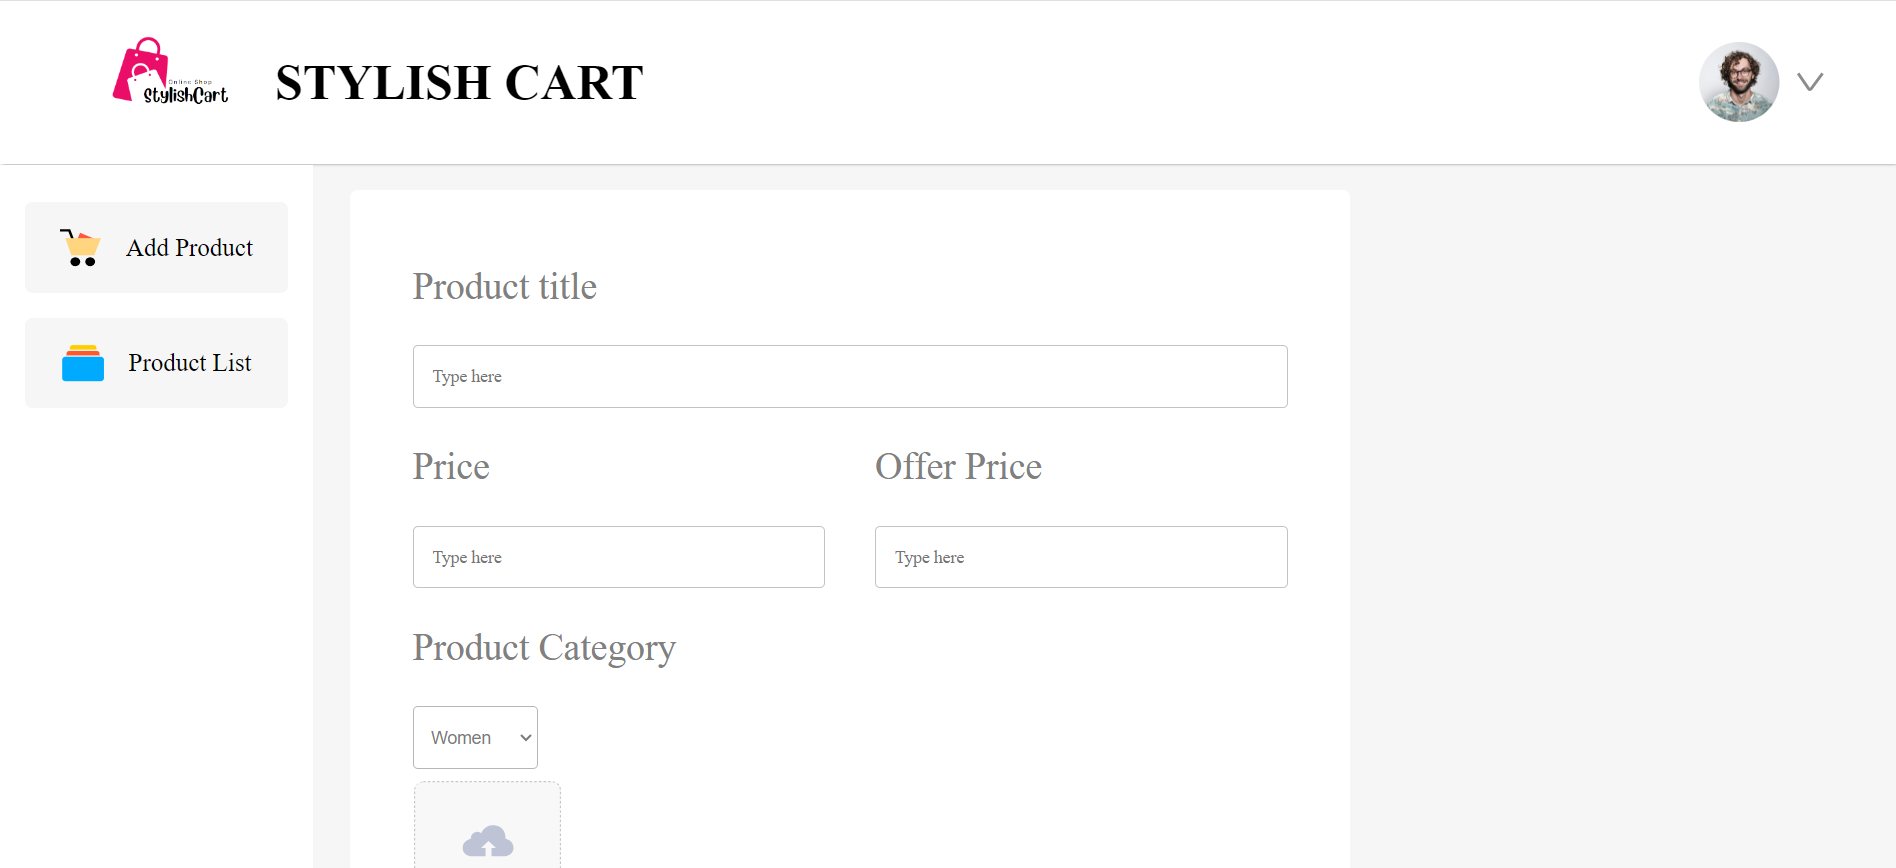 Online Shop
StylishCart
STYLISH CART
Add Product
Product List
Product title
Type here
Price
Offer Price
Type here
Type here
Product Category
Women